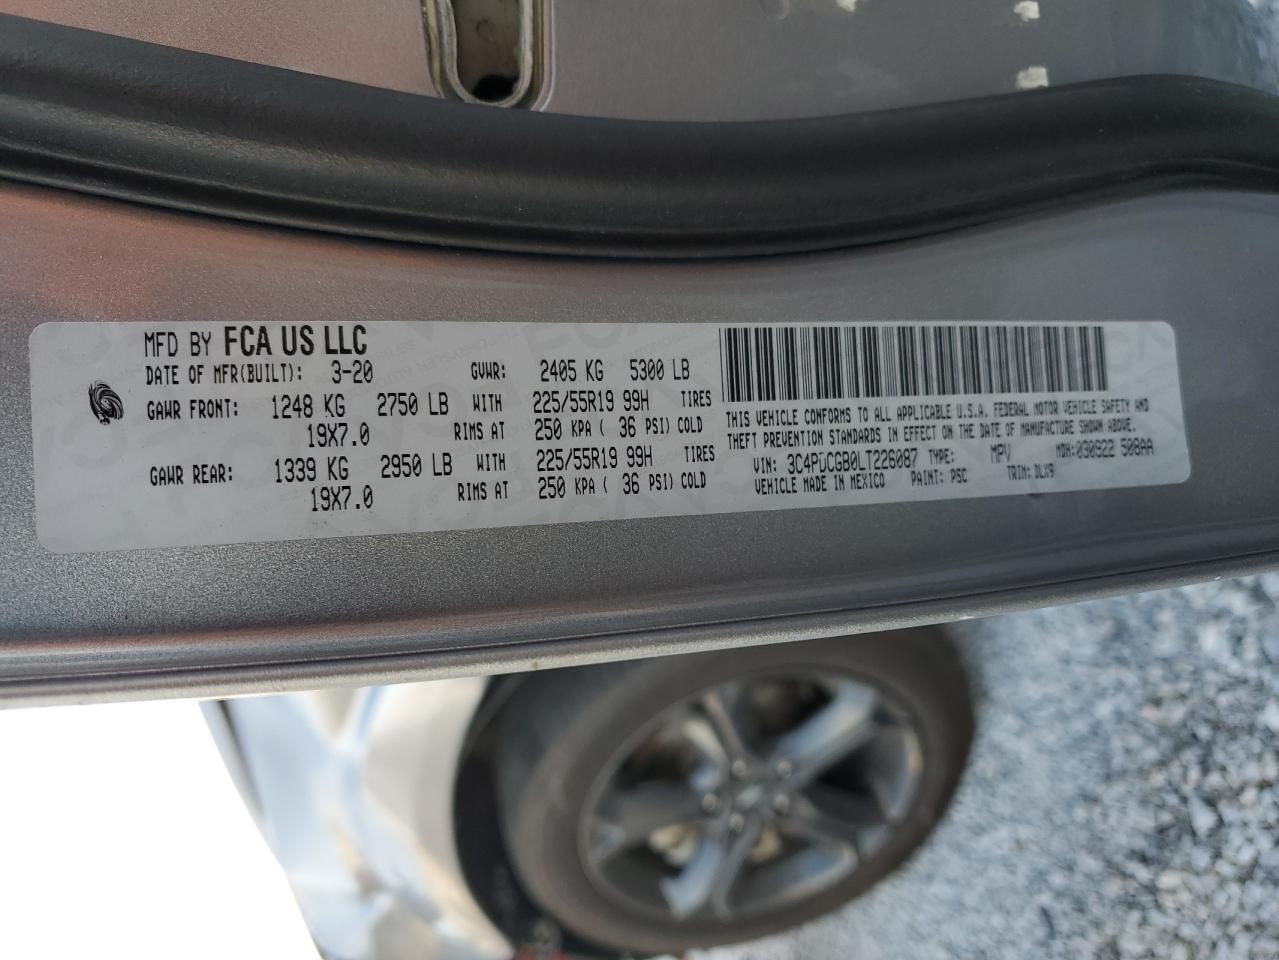 MFD BY FCA US LLC
DATE OF MFR(BUILT): 3-20 GVWR: 2405 KG 5300 LB
GAWR FRONT: 1248 KG 2750 LB WITH 225/55R19 99H TIRES
19X7.0 RIMS AT 250 KPA ( 36 PSI) COLD
GAWR REAR: 1339 KG 2950 LB WITH 225/55R19 99H TIRES
19X7.0 RIMS AT 250 KPA ( 36 PSI) COLD
THIS VEHICLE CONFORMS TO ALL APPLICABLE U.S.A. FEDERAL MOTOR VEHICLE SAFETY AND
THEFT PREVENTION STANDARDS IN EFFECT ON THE DATE OF MANUFACTURE SHOWN ABOVE.
VIN: 3C4PDCGB0LT226087 TYPE: MPV MDH:030922 508AA
VEHICLE MADE IN MEXICO PAINT: PSC TRIM: DLX9